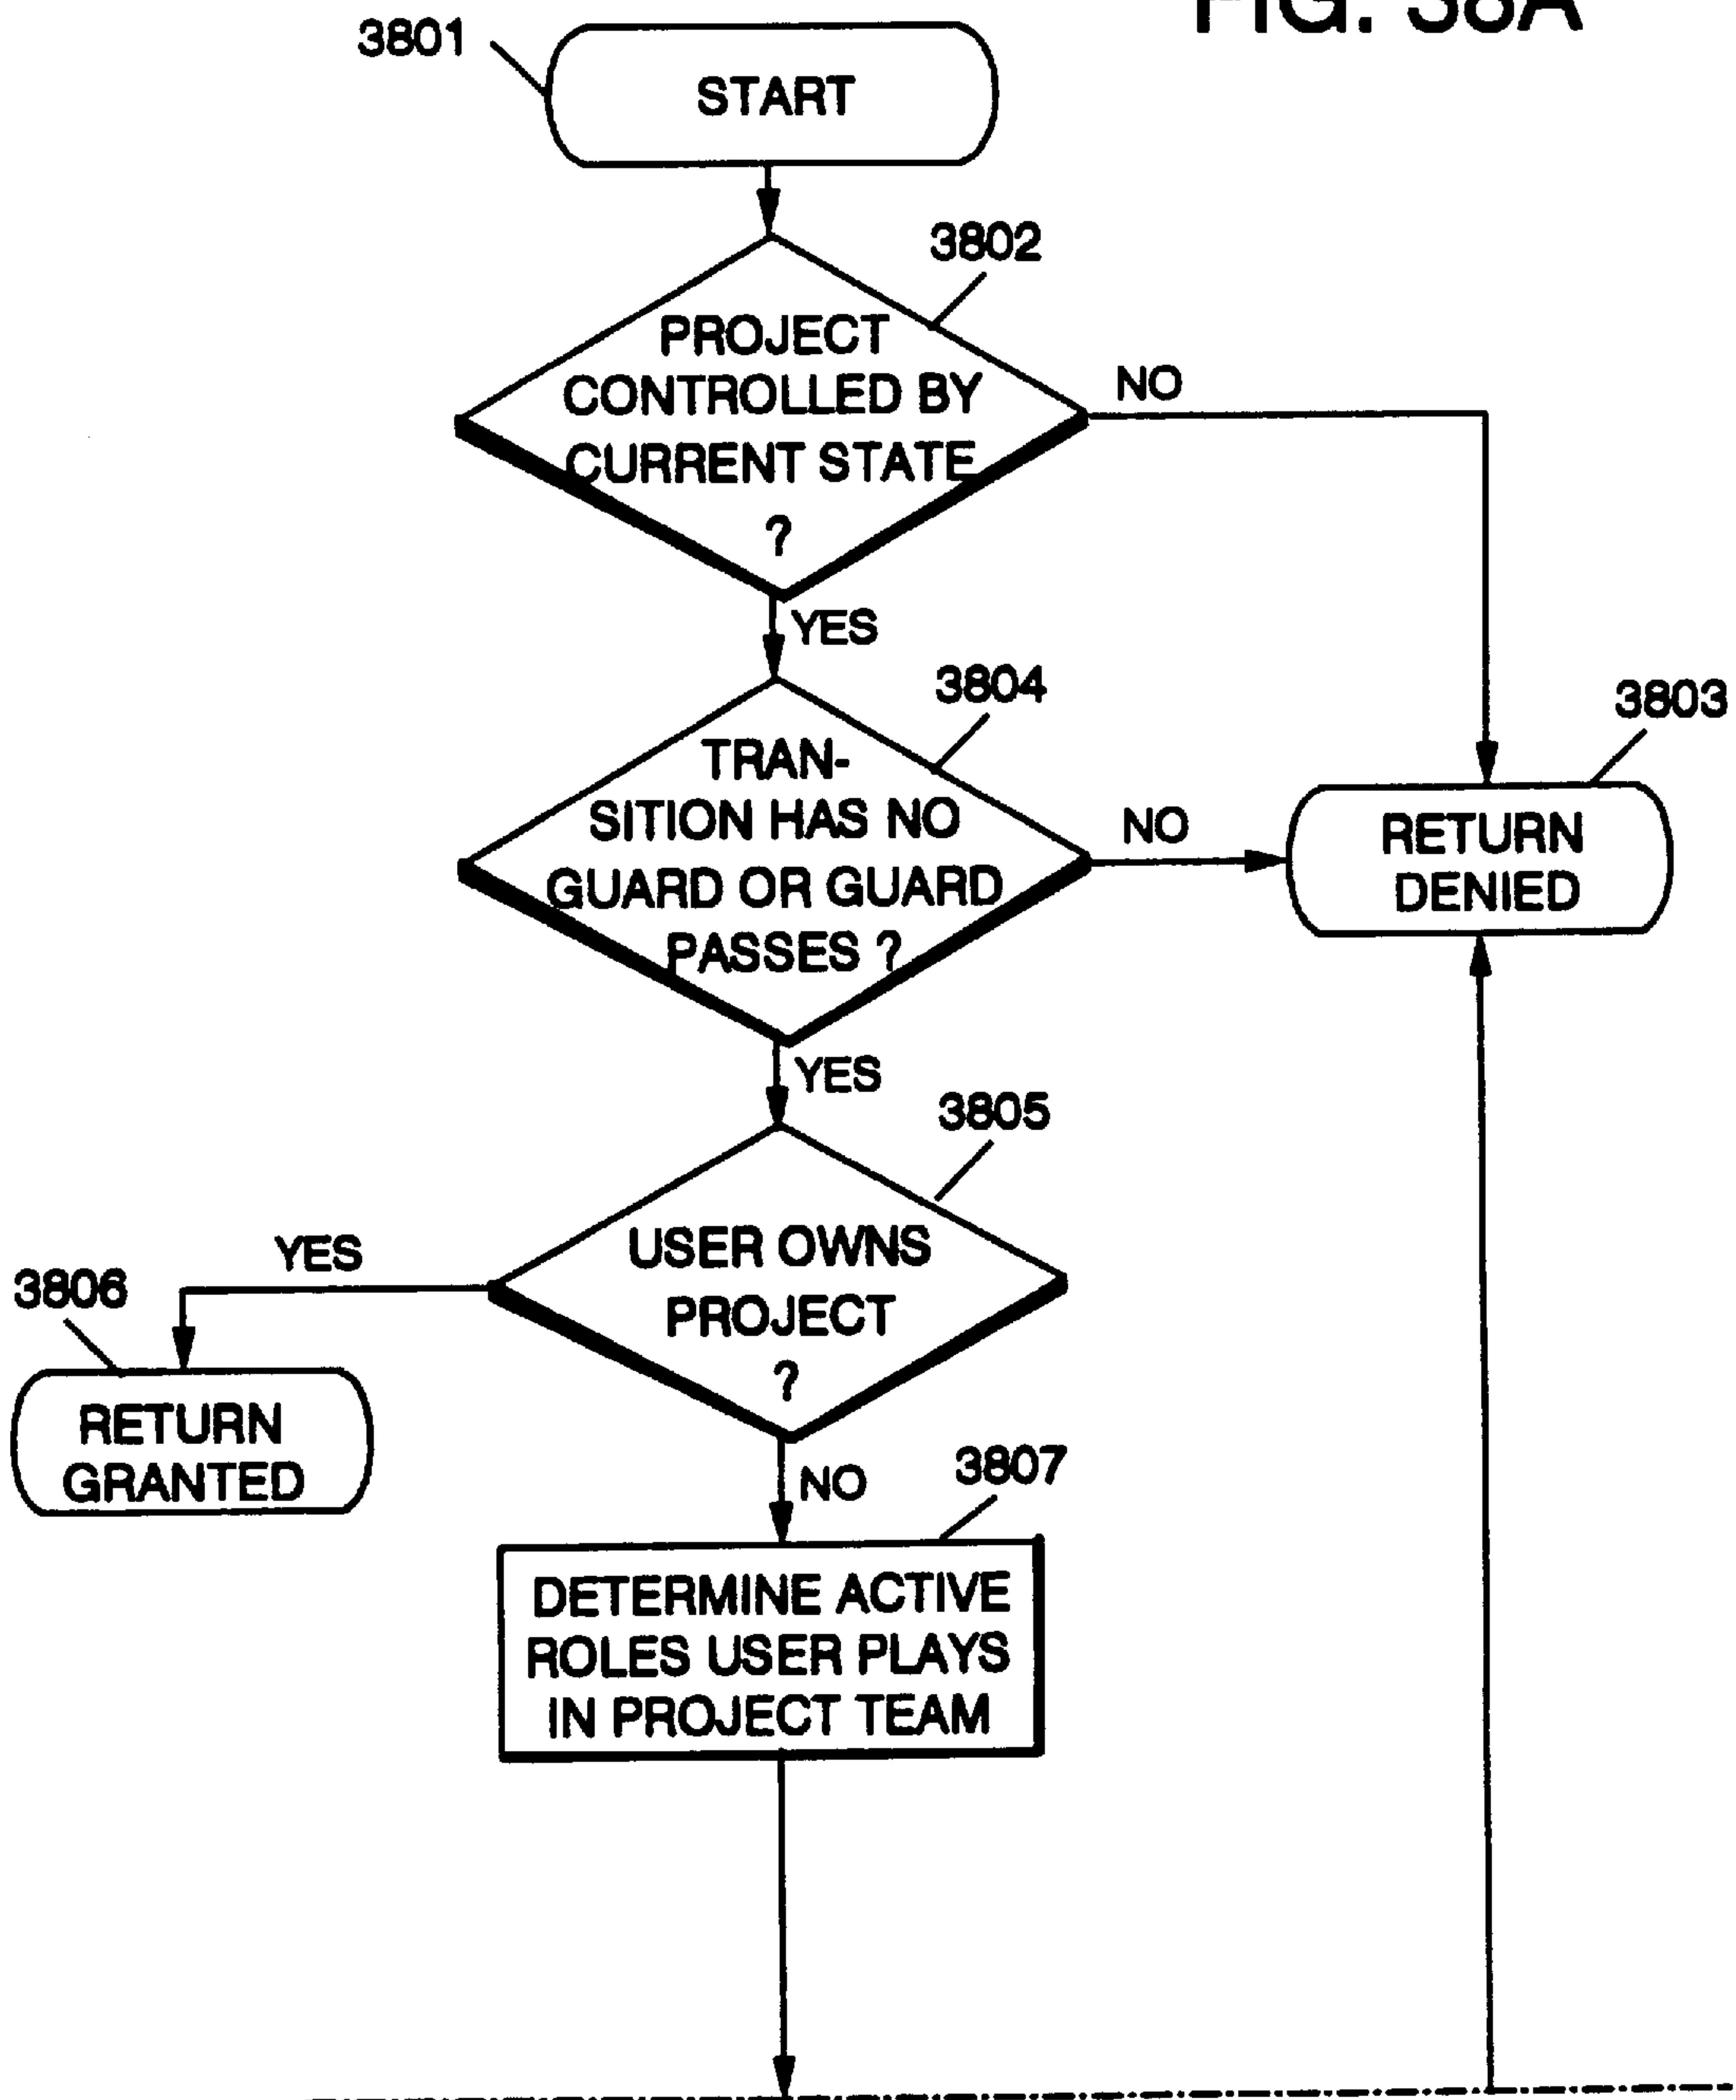 FIG. 38A
3801
START
3802
PROJECT
CONTROLLED BY
CURRENT STATE
?
NO
YES
3804
3803
TRAN-
SITION HAS NO
GUARD OR GUARD
PASSES ?
NO
RETURN
DENIED
YES
3805
USER OWNS
PROJECT
?
YES
3806
RETURN
GRANTED
NO
3807
DETERMINE ACTIVE
ROLES USER PLAYS
IN PROJECT TEAM